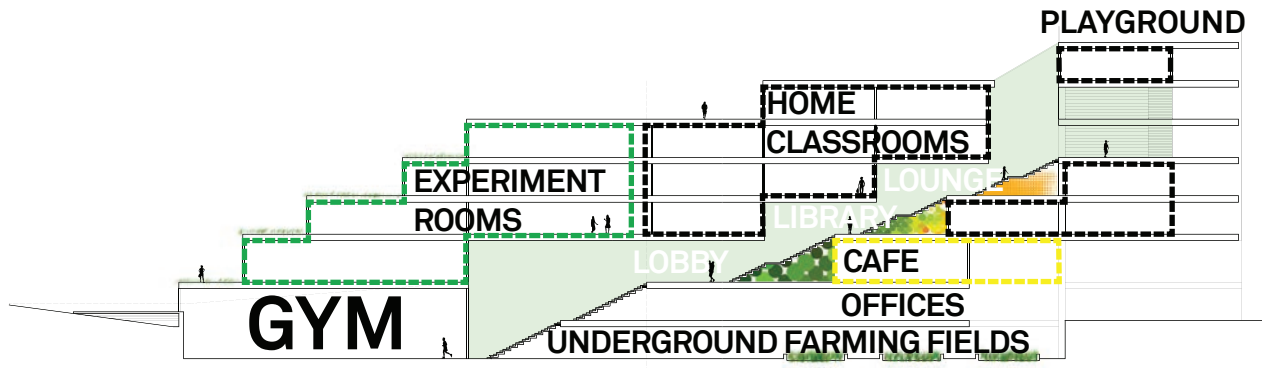 PLAYGROUND
HOME
CLASSROOMS
EXPERIMENT
ROOMS
LOUNGE
LIBRARY
LOBBY
CAFE
GYM
OFFICES
UNDERGROUND FARMING FIELDS